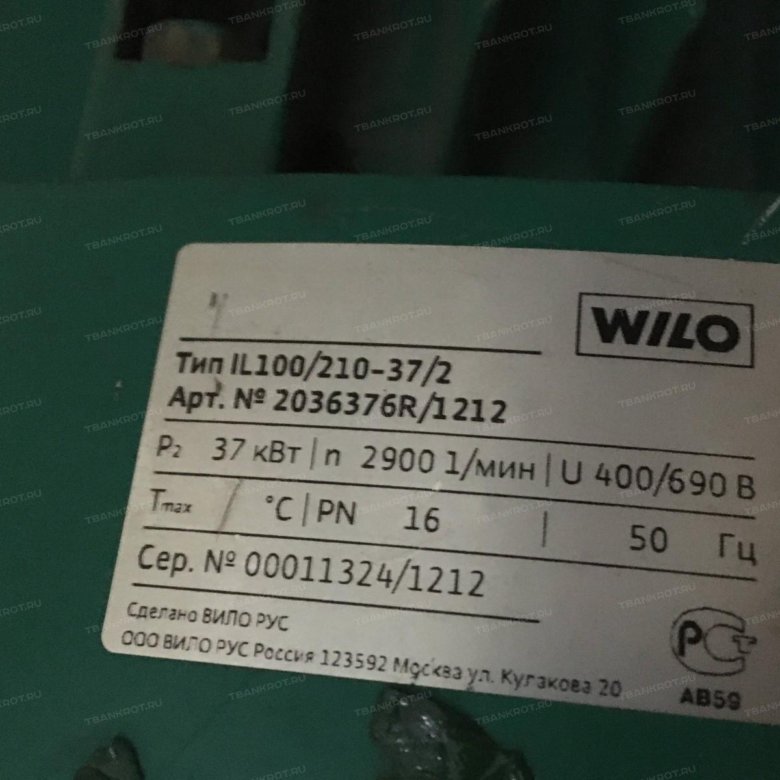 WILO
Тип IL100/210-37/2
Арт. № 2036376R/1212
P₂ 37 кВт | n 2900 1/мин | U 400/690 В
Tmax / °C | PN 16 | 50 Гц
Сер. № 00011324/1212
Сделано ВИЛО РУС
ООО ВИЛО РУС Россия 123592 Москва ул. Кулакова 20
РСТ
АВ59
TBANKROT.RU